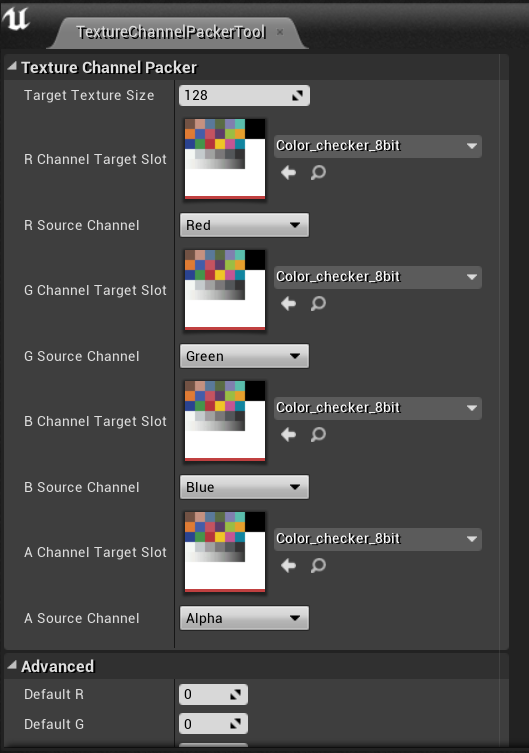 TextureChannelPackerTool
Texture Channel Packer
Target Texture Size 128
R Channel Target Slot Color_checker_8bit
R Source Channel Red
G Channel Target Slot Color_checker_8bit
G Source Channel Green
B Channel Target Slot Color_checker_8bit
B Source Channel Blue
A Channel Target Slot Color_checker_8bit
A Source Channel Alpha
Advanced
Default R 0
Default G 0